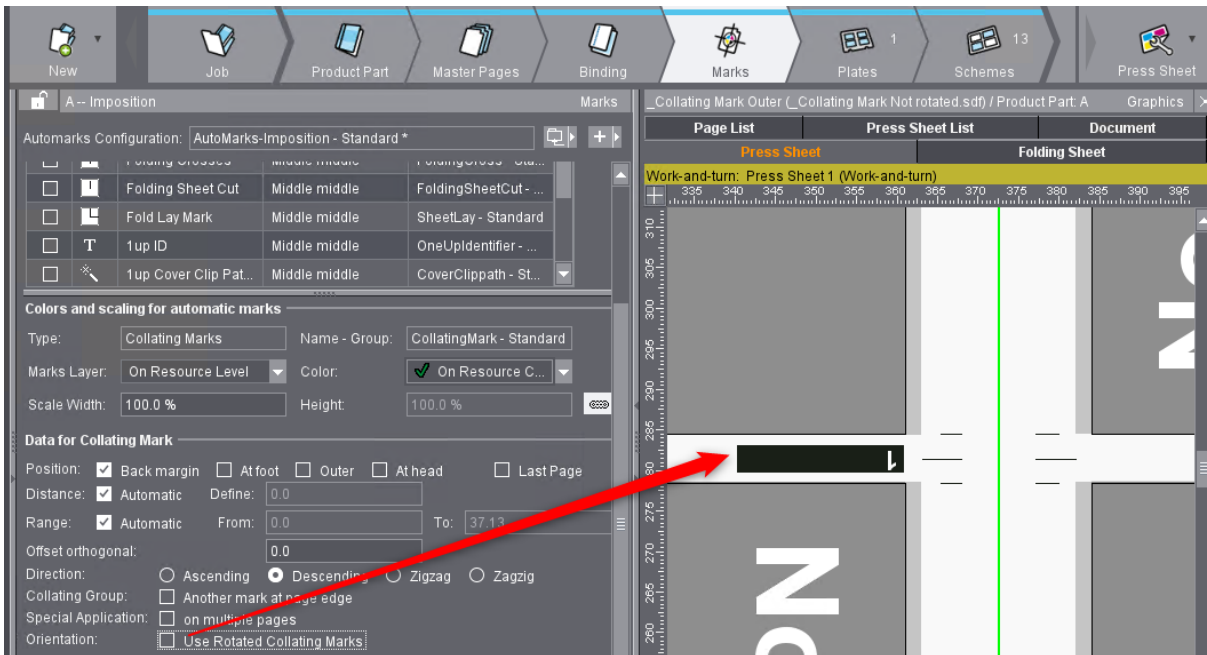 New
Job
Product Part
Master Pages
Binding
Marks
Plates 1
Schemes 13
Press Sheet
A -- Imposition Marks
Automarks Configuration: AutoMarks-Imposition - Standard *
Folding Crosses Middle middle FoldingCross - Sta...
Folding Sheet Cut Middle middle FoldingSheetCut - ...
Fold Lay Mark Middle middle SheetLay - Standard
T 1up ID Middle middle OneUpIdentifier - ...
1up Cover Clip Pat... Middle middle CoverClippath - St...
Colors and scaling for automatic marks
Type: Collating Marks Name - Group: CollatingMark - Standard
Marks Layer: On Resource Level Color: On Resource C...
Scale Width: 100.0 % Height: 100.0 %
Data for Collating Mark
Position: Back margin At foot Outer At head Last Page
Distance: Automatic Define: 0.0
Range: Automatic From: 0.0 To: 37.13
Offset orthogonal: 0.0
Direction: Ascending Descending Zigzag Zagzig
Collating Group: Another mark at page edge
Special Application: on multiple pages
Orientation: Use Rotated Collating Marks
_Collating Mark Outer (_Collating Mark Not rotated.sdf) / Product Part: A Graphics
Page List Press Sheet List Document
Press Sheet Folding Sheet
Work-and-turn: Press Sheet 1 (Work-and-turn)
335 340 345 350 355 360 365 370 375 380 385 390 395
310
305
300
295
290
285
280
275
270
265
260
1